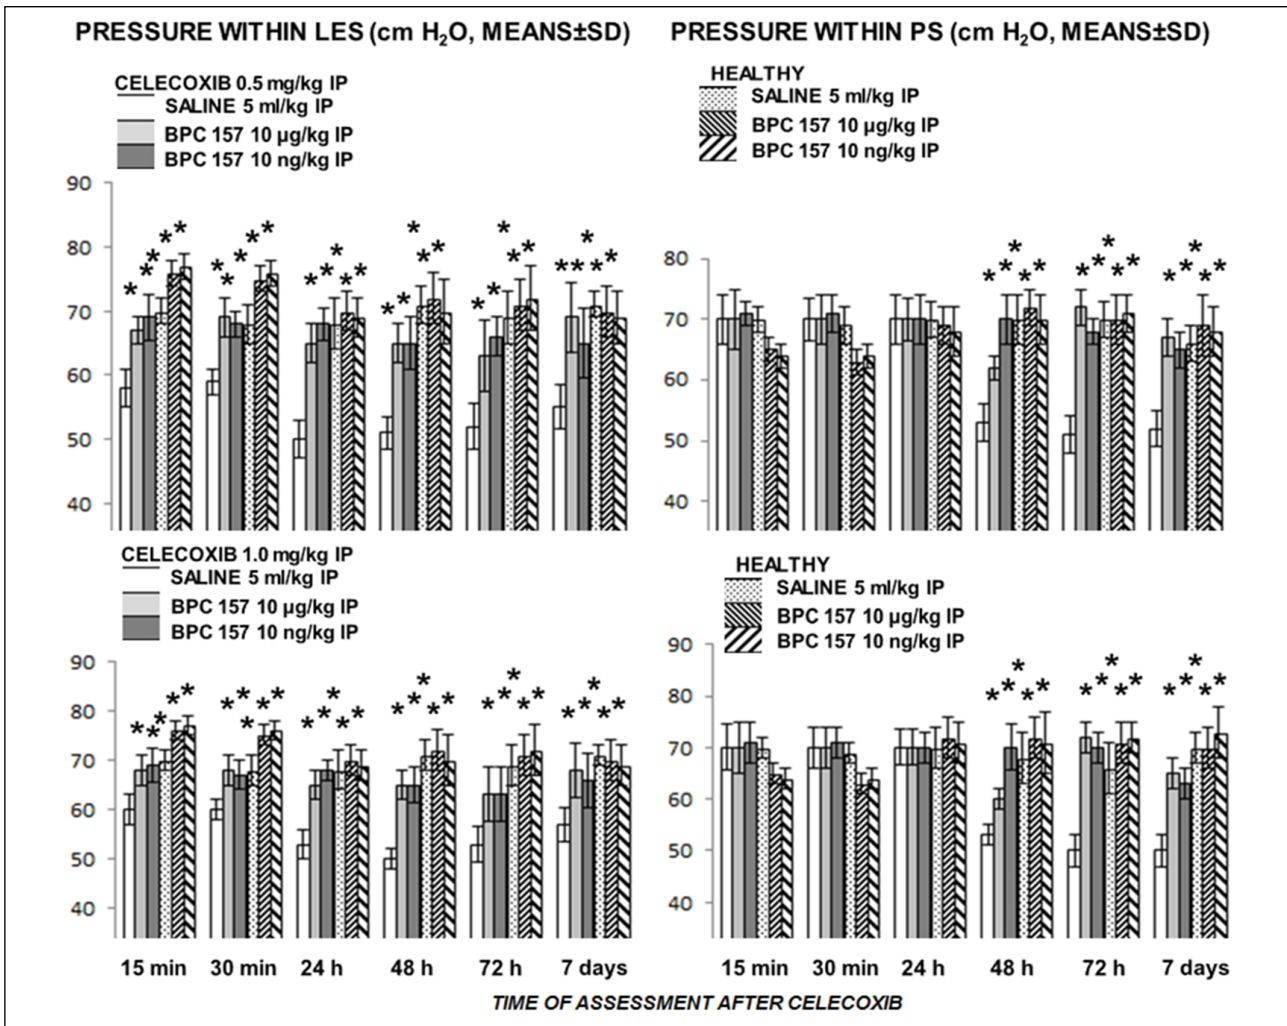 PRESSURE WITHIN LES (cm H₂O, MEANS±SD)
PRESSURE WITHIN PS (cm H₂O, MEANS±SD)
CELECOXIB 0.5 mg/kg IP
SALINE 5 ml/kg IP
BPC 157 10 µg/kg IP
BPC 157 10 ng/kg IP
HEALTHY
SALINE 5 ml/kg IP
BPC 157 10 µg/kg IP
BPC 157 10 ng/kg IP
90
80
70
60
50
40
* * * * * *
* * * * *
* * * * *
* * * * *
* * * * *
* * * * *
80
70
60
50
40
* * * * *
* * * * *
* * * * *
CELECOXIB 1.0 mg/kg IP
SALINE 5 ml/kg IP
BPC 157 10 µg/kg IP
BPC 157 10 ng/kg IP
HEALTHY
SALINE 5 ml/kg IP
BPC 157 10 µg/kg IP
BPC 157 10 ng/kg IP
90
80
70
60
50
40
* * * * *
* * * * *
* * * * *
* * * * *
* * * * *
* * * * *
90
80
70
60
50
40
* * * * *
* * * * *
* * * * *
15 min 30 min 24 h 48 h 72 h 7 days
15 min 30 min 24 h 48 h 72 h 7 days
TIME OF ASSESSMENT AFTER CELECOXIB